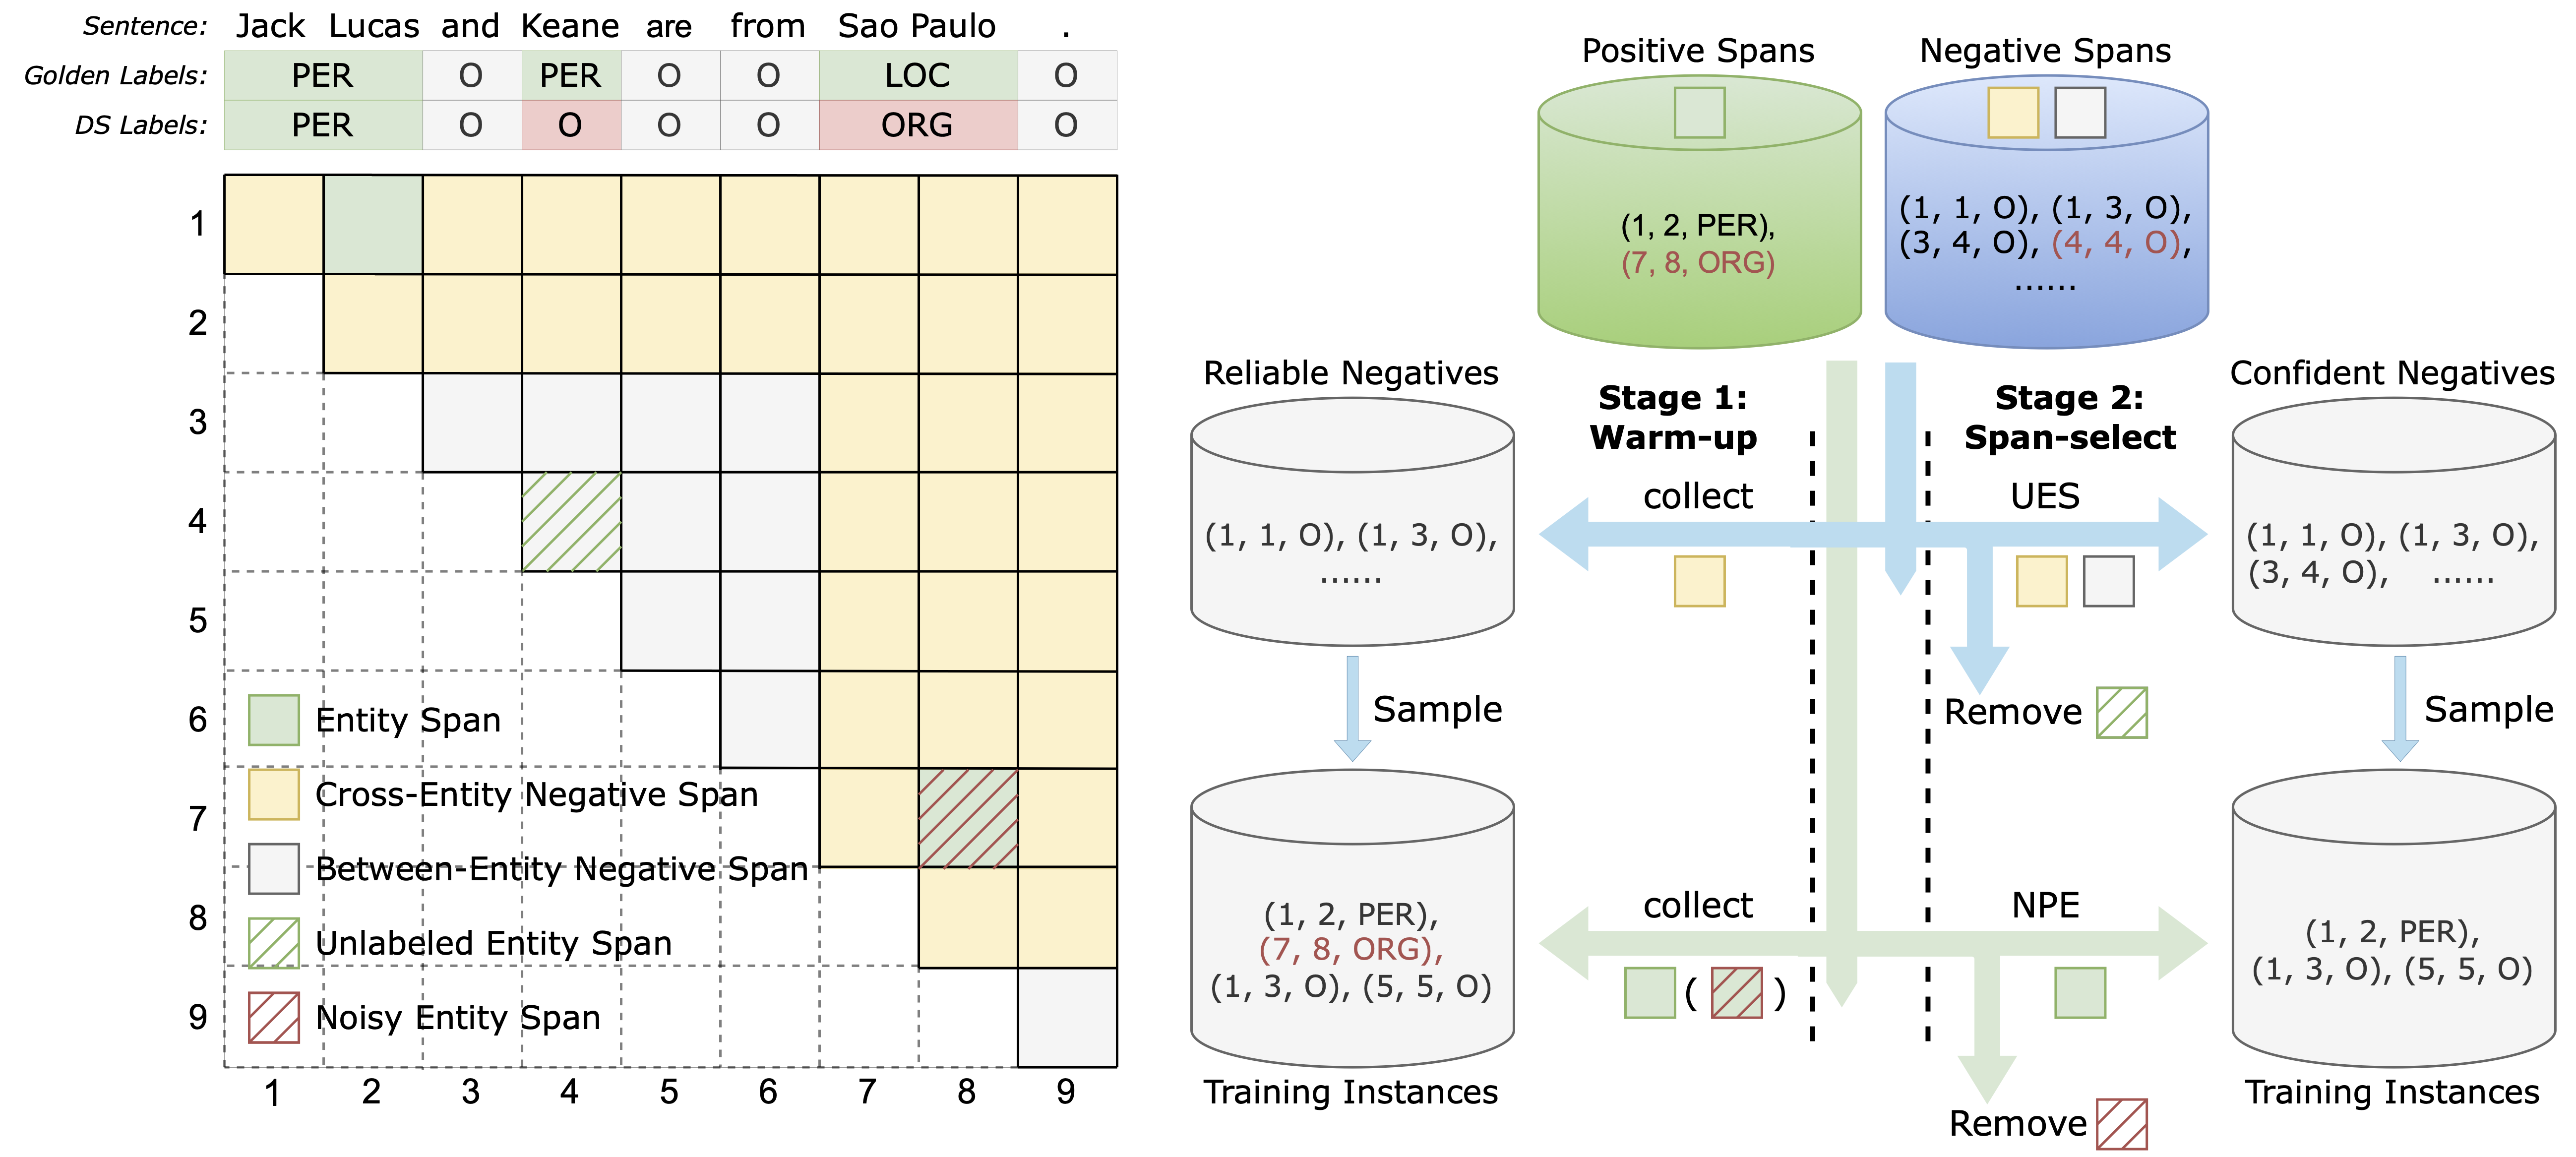 Sentence: Jack Lucas and Keane are from Sao Paulo .
Golden Labels: PER O PER O O LOC O
DS Labels: PER O O O O ORG O
1
2
3
4
5
6
7
8
9
Entity Span
Cross-Entity Negative Span
Between-Entity Negative Span
Unlabeled Entity Span
Noisy Entity Span
1 2 3 4 5 6 7 8 9
Positive Spans
(1, 2, PER),
(7, 8, ORG)
Negative Spans
(1, 1, O), (1, 3, O),
(3, 4, O), (4, 4, O),
......
Reliable Negatives
(1, 1, O), (1, 3, O),
......
Stage 1:
Warm-up
collect
Stage 2:
Span-select
UES
Confident Negatives
(1, 1, O), (1, 3, O),
(3, 4, O), ......
Sample
Remove
Sample
(1, 2, PER),
(7, 8, ORG),
(1, 3, O), (5, 5, O)
Training Instances
collect
( )
NPE
Remove
(1, 2, PER),
(1, 3, O), (5, 5, O)
Training Instances